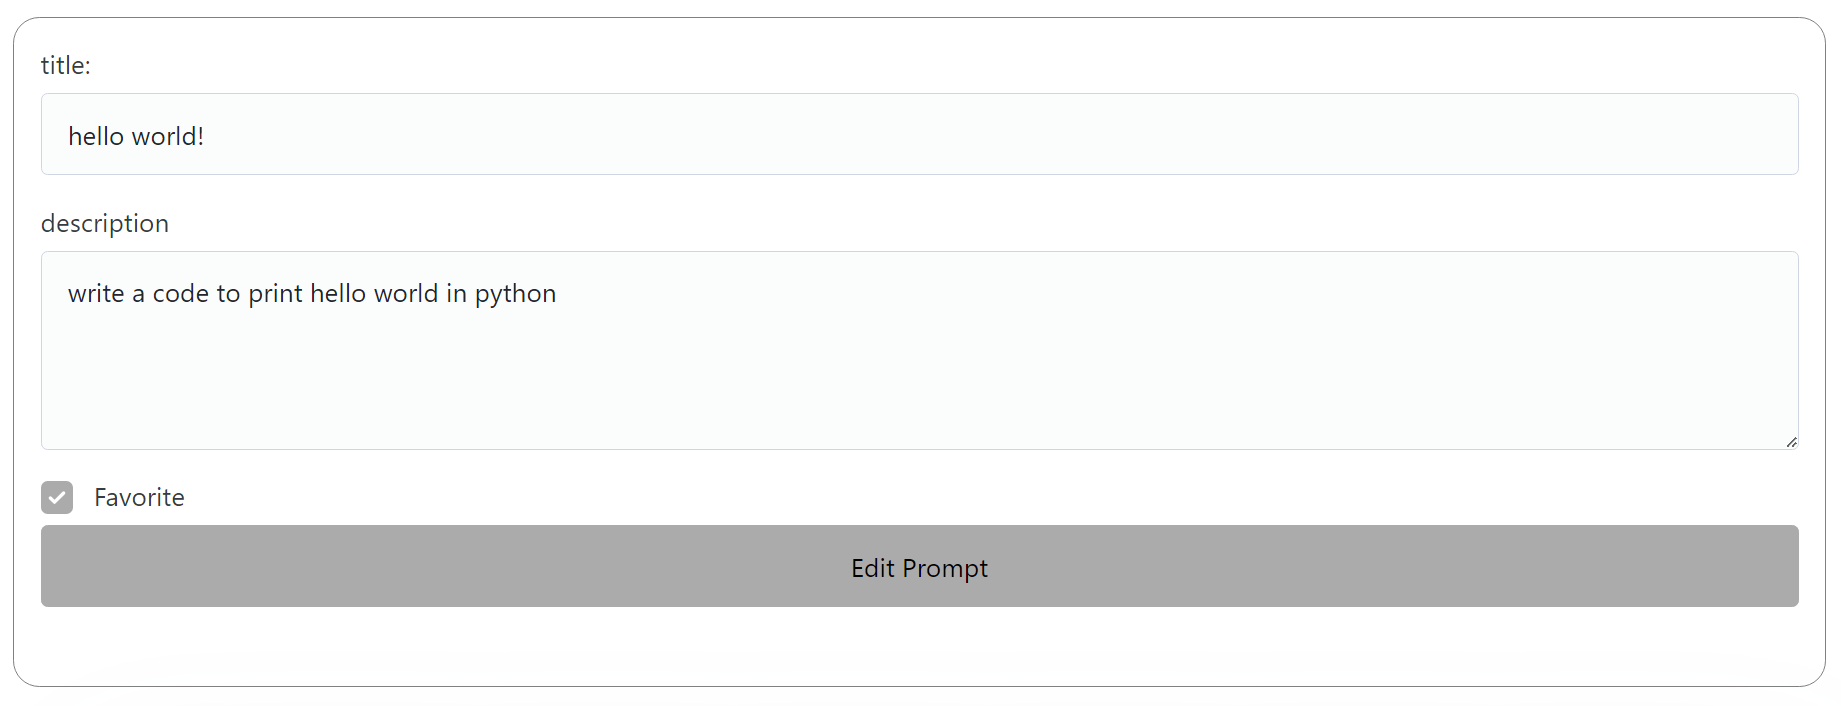 title:
hello world!
description
write a code to print hello world in python
Favorite
Edit Prompt